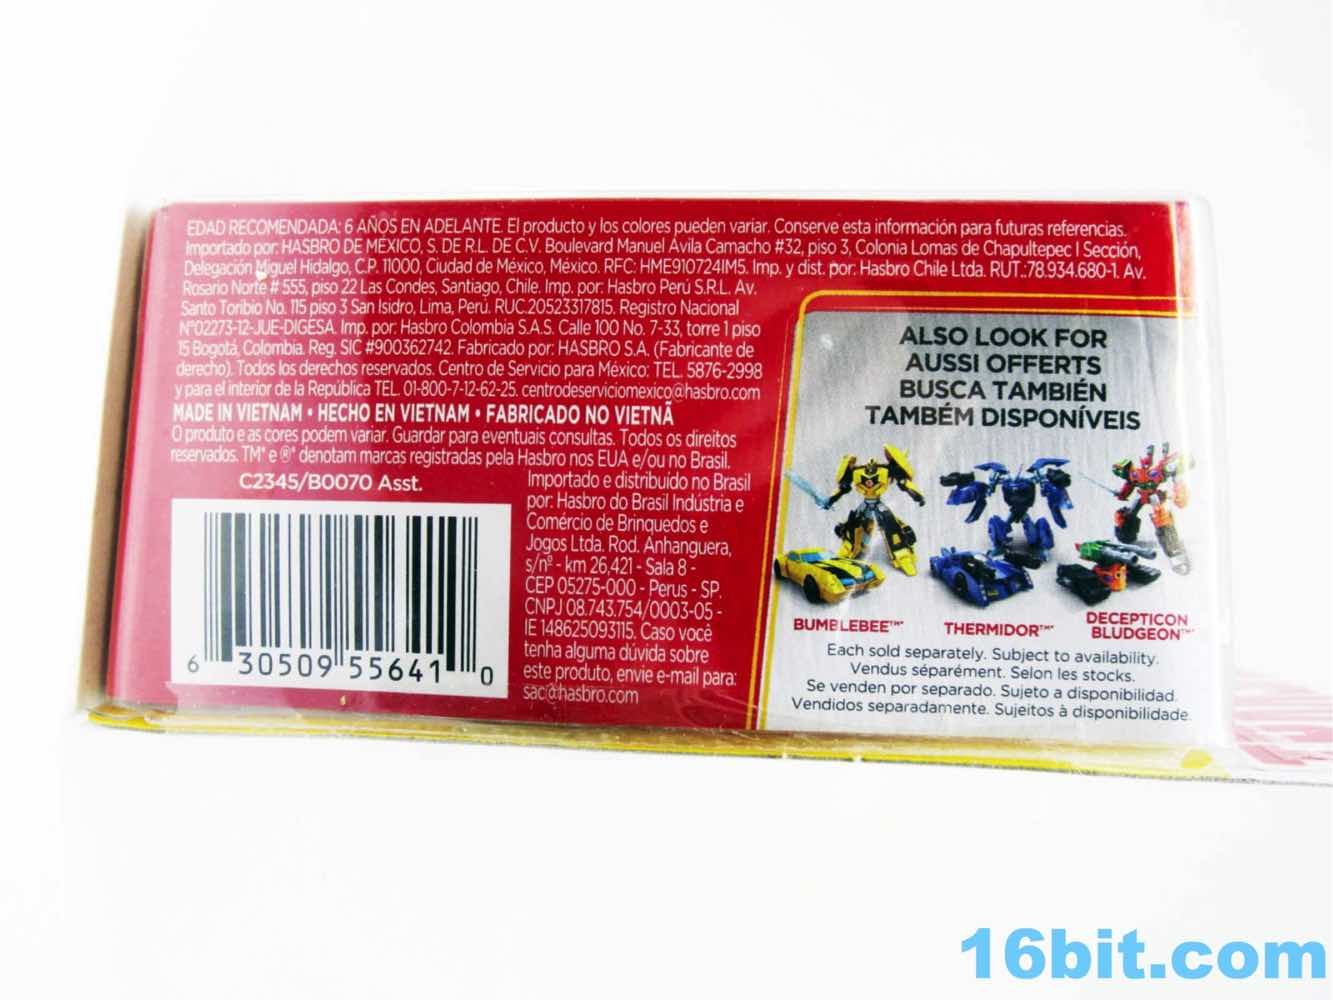 EDAD RECOMENDADA: 6 AÑOS EN ADELANTE. El producto y los colores pueden variar. Conserve esta información para futuras referencias.
Importado por: HASBRO DE MÉXICO, S. DE R.L. DE C.V. Boulevard Manuel Ávila Camacho #32, piso 3, Colonia Lomas de Chapultepec I Sección,
Delegación Miguel Hidalgo, C.P. 11000, Ciudad de México, México. RFC: HME910724IM5. Imp. y dist. por: Hasbro Chile Ltda. RUT.:78.934.680-1. Av.
Rosario Norte # 555, piso 22 Las Condes, Santiago, Chile. Imp. por: Hasbro Perú S.R.L. Av.
Santo Toribio No. 115 piso 3 San Isidro, Lima, Perú. RUC.20523317815. Registro Nacional
N°02273-12-JUE-DIGESA. Imp. por: Hasbro Colombia S.A.S. Calle 100 No. 7-33, torre 1 piso
15 Bogotá, Colombia. Reg. SIC #900362742. Fabricado por: HASBRO S.A. (Fabricante de
derecho). Todos los derechos reservados. Centro de Servicio para México: TEL. 5876-2998
y para el interior de la República TEL. 01-800-7-12-62-25. centrodeserviciomexico@hasbro.com
MADE IN VIETNAM • HECHO EN VIETNAM • FABRICADO NO VIETNÃ
O produto e as cores podem variar. Guardar para eventuais consultas. Todos os direitos
reservados. TM* e ®* denotam marcas registradas pela Hasbro nos EUA e/ou no Brasil.
C2345/B0070 Asst.
6 30509 55641 0
Importado e distribuído no Brasil
por: Hasbro do Brasil Indústria e
Comércio de Brinquedos e
Jogos Ltda. Rod. Anhanguera,
s/nº - km 26,421 - Sala 8 -
CEP 05275-000 - Perus - SP.
CNPJ 08.743.754/0003-05 -
IE 148625093115. Caso você
tenha alguma dúvida sobre
este produto, envie e-mail para:
sac@hasbro.com
ALSO LOOK FOR
AUSSI OFFERTS
BUSCA TAMBIÉN
TAMBÉM DISPONÍVEIS
BUMBLEBEE™*
THERMIDOR™*
DECEPTICON
BLUDGEON™*
Each sold separately. Subject to availability.
Vendus séparément. Selon les stocks.
Se venden por separado. Sujeto a disponibilidad.
Vendidos separadamente. Sujeitos à disponibilidade.
16bit.com